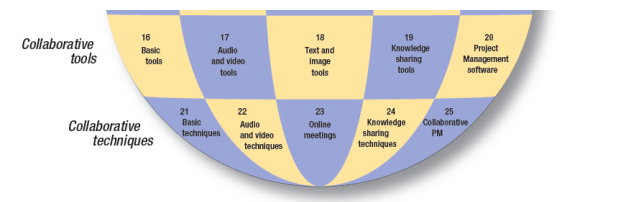 Collaborative
tools
16
Basic
tools
17
Audio
and video
tools
18
Text and
image
tools
19
Knowledge
sharing
tools
20
Project
Management
software
Collaborative
techniques
21
Basic
techniques
22
Audio
and video
techniques
23
Online
meetings
24
Knowledge
sharing
techniques
25
Collaborative
PM